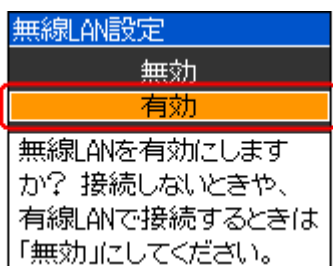 無線LAN設定
無効
有効
無線LANを有効にします
か? 接続しないときや、
有線LANで接続するときは
「無効」にしてください。